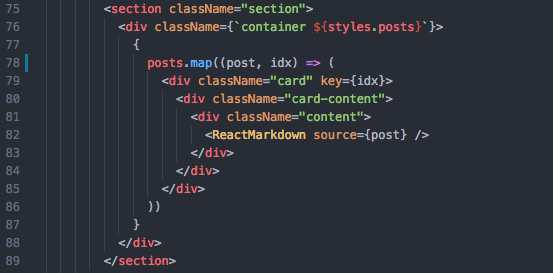 75 <section className="section">
76 <div className={`container ${styles.posts}`}>
77 {
78 posts.map((post, idx) => (
79 <div className="card" key={idx}>
80 <div className="card-content">
81 <div className="content">
82 <ReactMarkdown source={post} />
83 </div>
84 </div>
85 </div>
86 ))
87 }
88 </div>
89 </section>